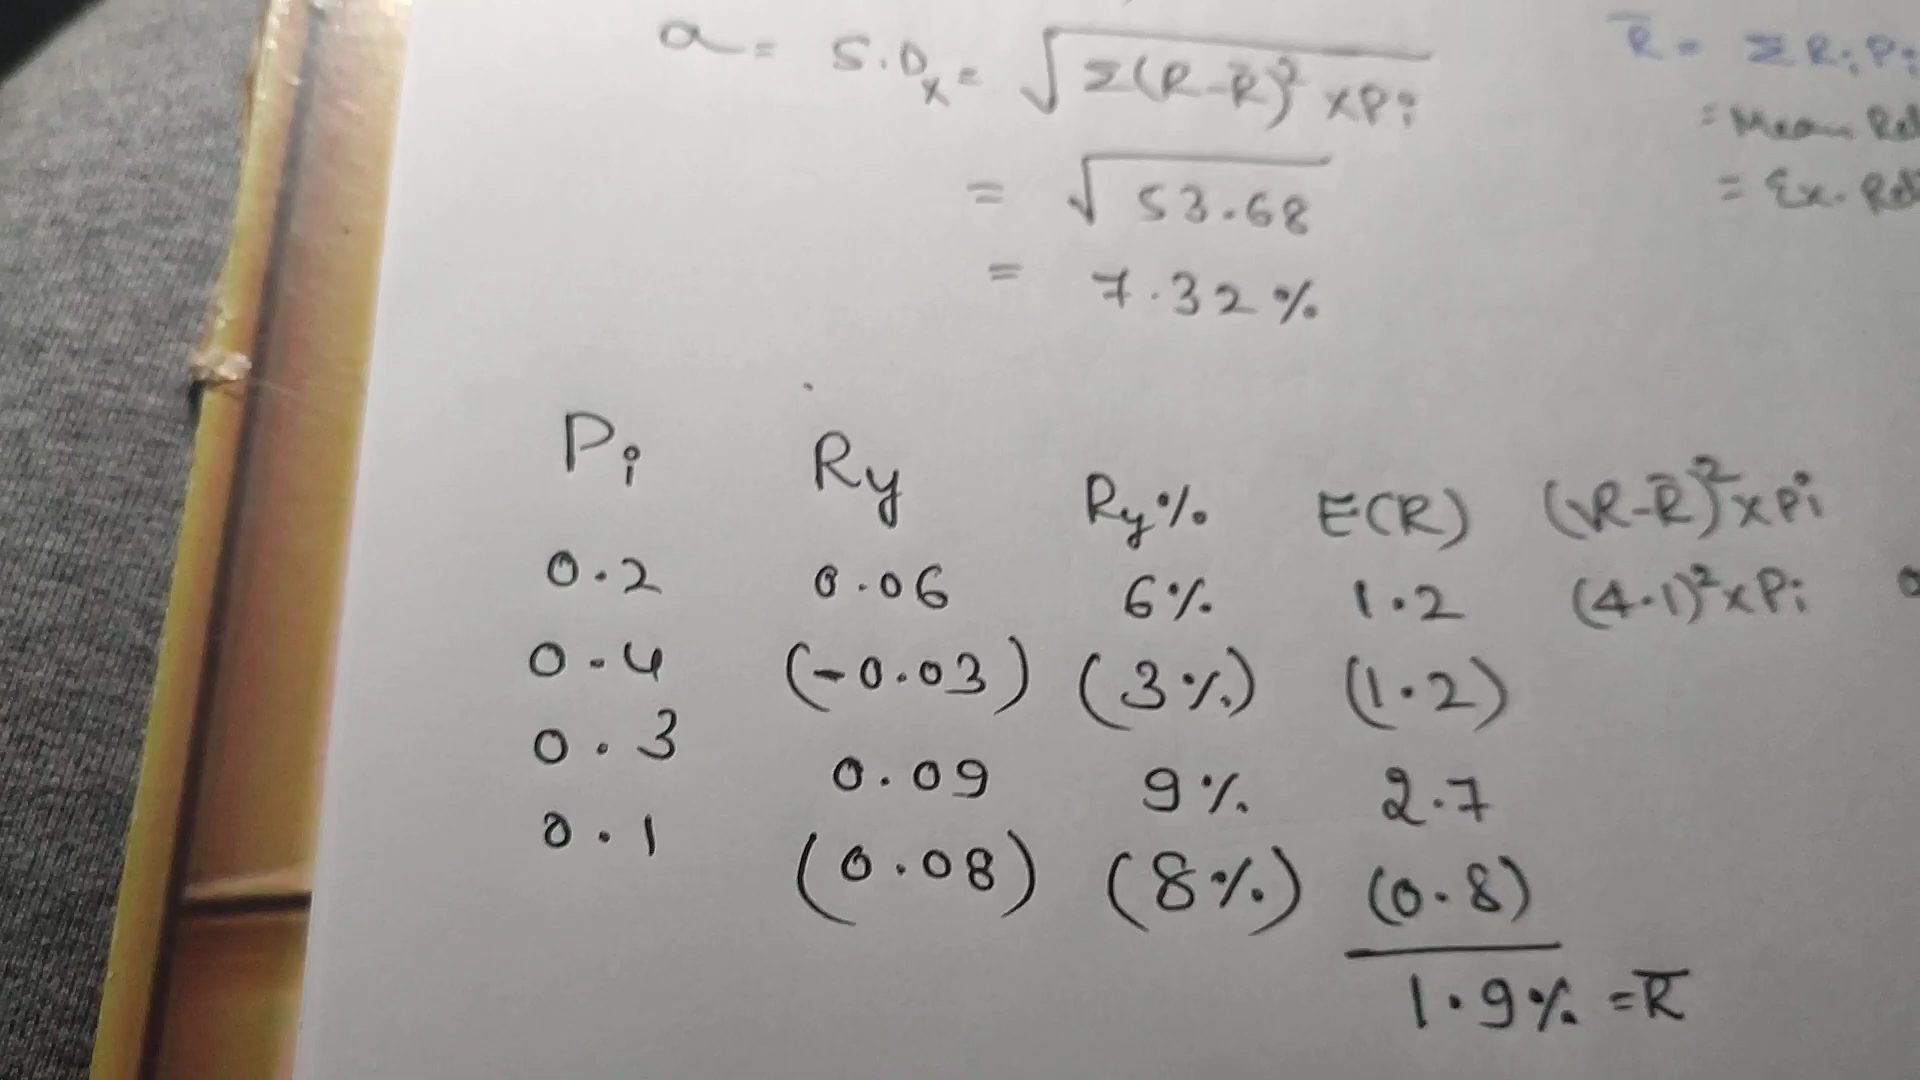 a = S.Dx = √Σ(R-R̄)² xPi
R̄ = ΣRiPi
= √53.68
= Mean
= Ex.
= 7.32%
Pi Ry Ry% E(R) (R-R̄)²xPi
0.2 0.06 6% 1.2 (4.1)²xPi
0.4 (-0.03) (3%) (1.2)
0.3 0.09 9% 2.7
0.1 (0.08) (8%) (0.8)
1.9% = R̄